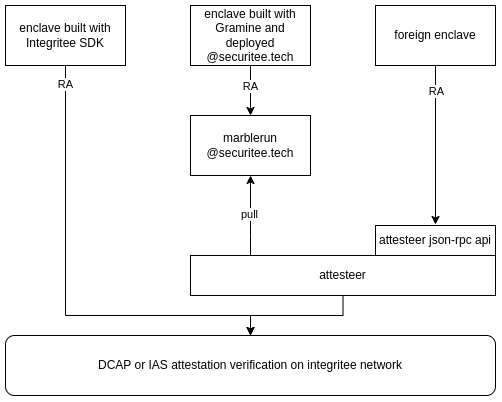 enclave built with
Integritee SDK
enclave built with
Gramine and
deployed
@securitee.tech
foreign enclave
RA
RA
RA
marblerun
@securitee.tech
pull
attesteer json-rpc api
attesteer
DCAP or IAS attestation verification on integritee network